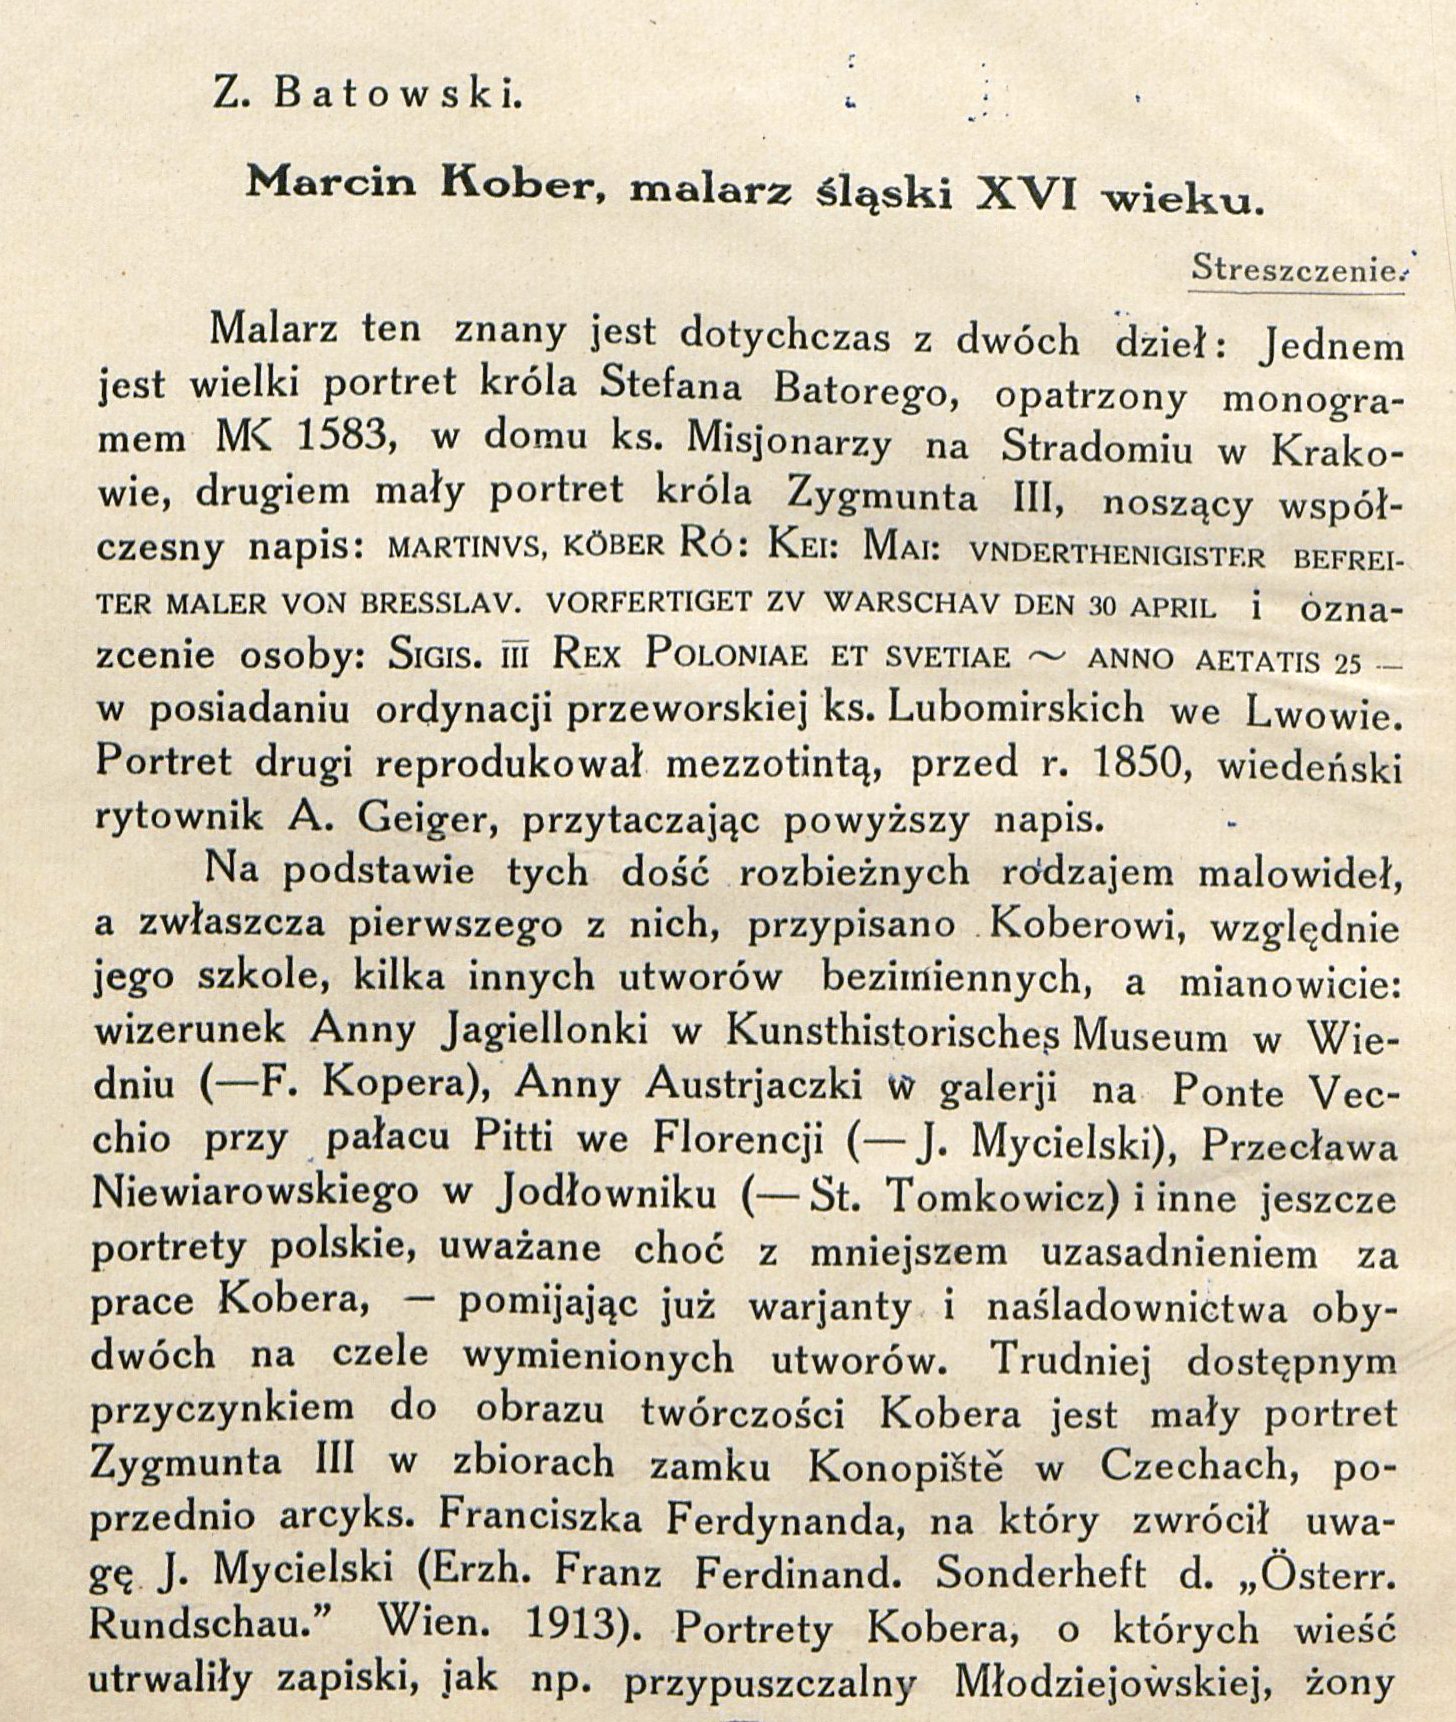 Z. Batowski.
Marcin Kober, malarz śląski XVI wieku.
Streszczenie.
Malarz ten znany jest dotychczas z dwóch dzieł: Jednem
jest wielki portret króla Stefana Batorego, opatrzony monogra-
mem MK 1583, w domu ks. Misjonarzy na Stradomiu w Krako-
wie, drugiem mały portret króla Zygmunta III, noszący współ-
czesny napis: MARTINVS, KÖBER RÓ: KEI: MAI: VNDERTHENIGISTER BEFREI-
TER MALER VON BRESSLAV. VORFERTIGET ZV WARSCHAV DEN 30 APRIL i ozna-
zcenie osoby: SIGIS. III REX POLONIAE ET SVETIAE ~ ANNO AETATIS 25 —
w posiadaniu ordynacji przeworskiej ks. Lubomirskich we Lwowie.
Portret drugi reprodukował mezzotintą, przed r. 1850, wiedeński
rytownik A. Geiger, przytaczając powyższy napis.
Na podstawie tych dość rozbieżnych rodzajem malowideł,
a zwłaszcza pierwszego z nich, przypisano Koberowi, względnie
jego szkole, kilka innych utworów bezimiennych, a mianowicie:
wizerunek Anny Jagiellonki w Kunsthistorisches Museum w Wie-
dniu (—F. Kopera), Anny Austrjaczki w galerji na Ponte Vec-
chio przy pałacu Pitti we Florencji (— J. Mycielski), Przecława
Niewiarowskiego w Jodłowniku (— St. Tomkowicz) i inne jeszcze
portrety polskie, uważane choć z mniejszem uzasadnieniem za
prace Kobera, — pomijając już warjanty i naśladownictwa oby-
dwóch na czele wymienionych utworów. Trudniej dostępnym
przyczynkiem do obrazu twórczości Kobera jest mały portret
Zygmunta III w zbiorach zamku Konopiště w Czechach, po-
przednio arcyks. Franciszka Ferdynanda, na który zwrócił uwa-
gę J. Mycielski (Erzh. Franz Ferdinand. Sonderheft d. „Österr.
Rundschau.” Wien. 1913). Portrety Kobera, o których wieść
utrwaliły zapiski, jak np. przypuszczalny Młodziejowskiej, żony